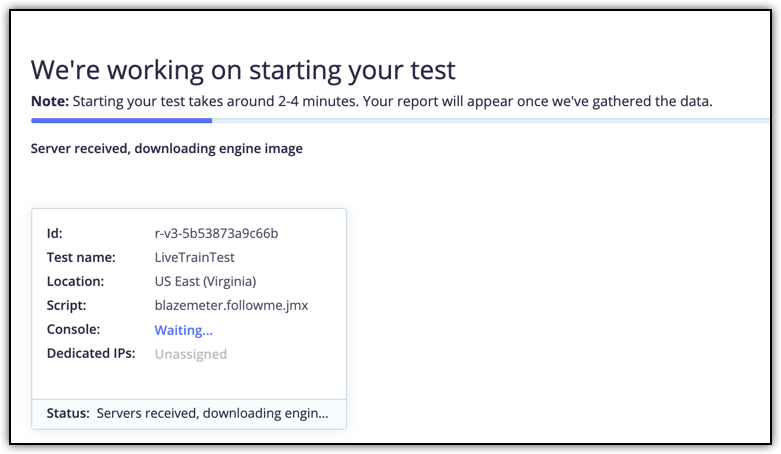 We're working on starting your test
Note: Starting your test takes around 2-4 minutes. Your report will appear once we've gathered the data.
Server received, downloading engine image
Id: r-v3-5b53873a9c66b
Test name: LiveTrainTest
Location: US East (Virginia)
Script: blazemeter.followme.jmx
Console: Waiting...
Dedicated IPs: Unassigned
Status: Servers received, downloading engin...